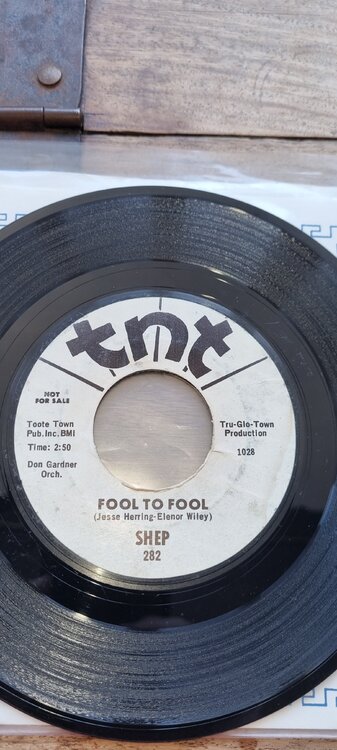 tnt
NOT
FOR SALE
Toote Town
Pub.Inc.BMI
Time: 2:50
Don Gardner
Orch.
Tru-Glo-Town
Production
1028
FOOL TO FOOL
(Jesse Herring-Elenor Wiley)
SHEP
282